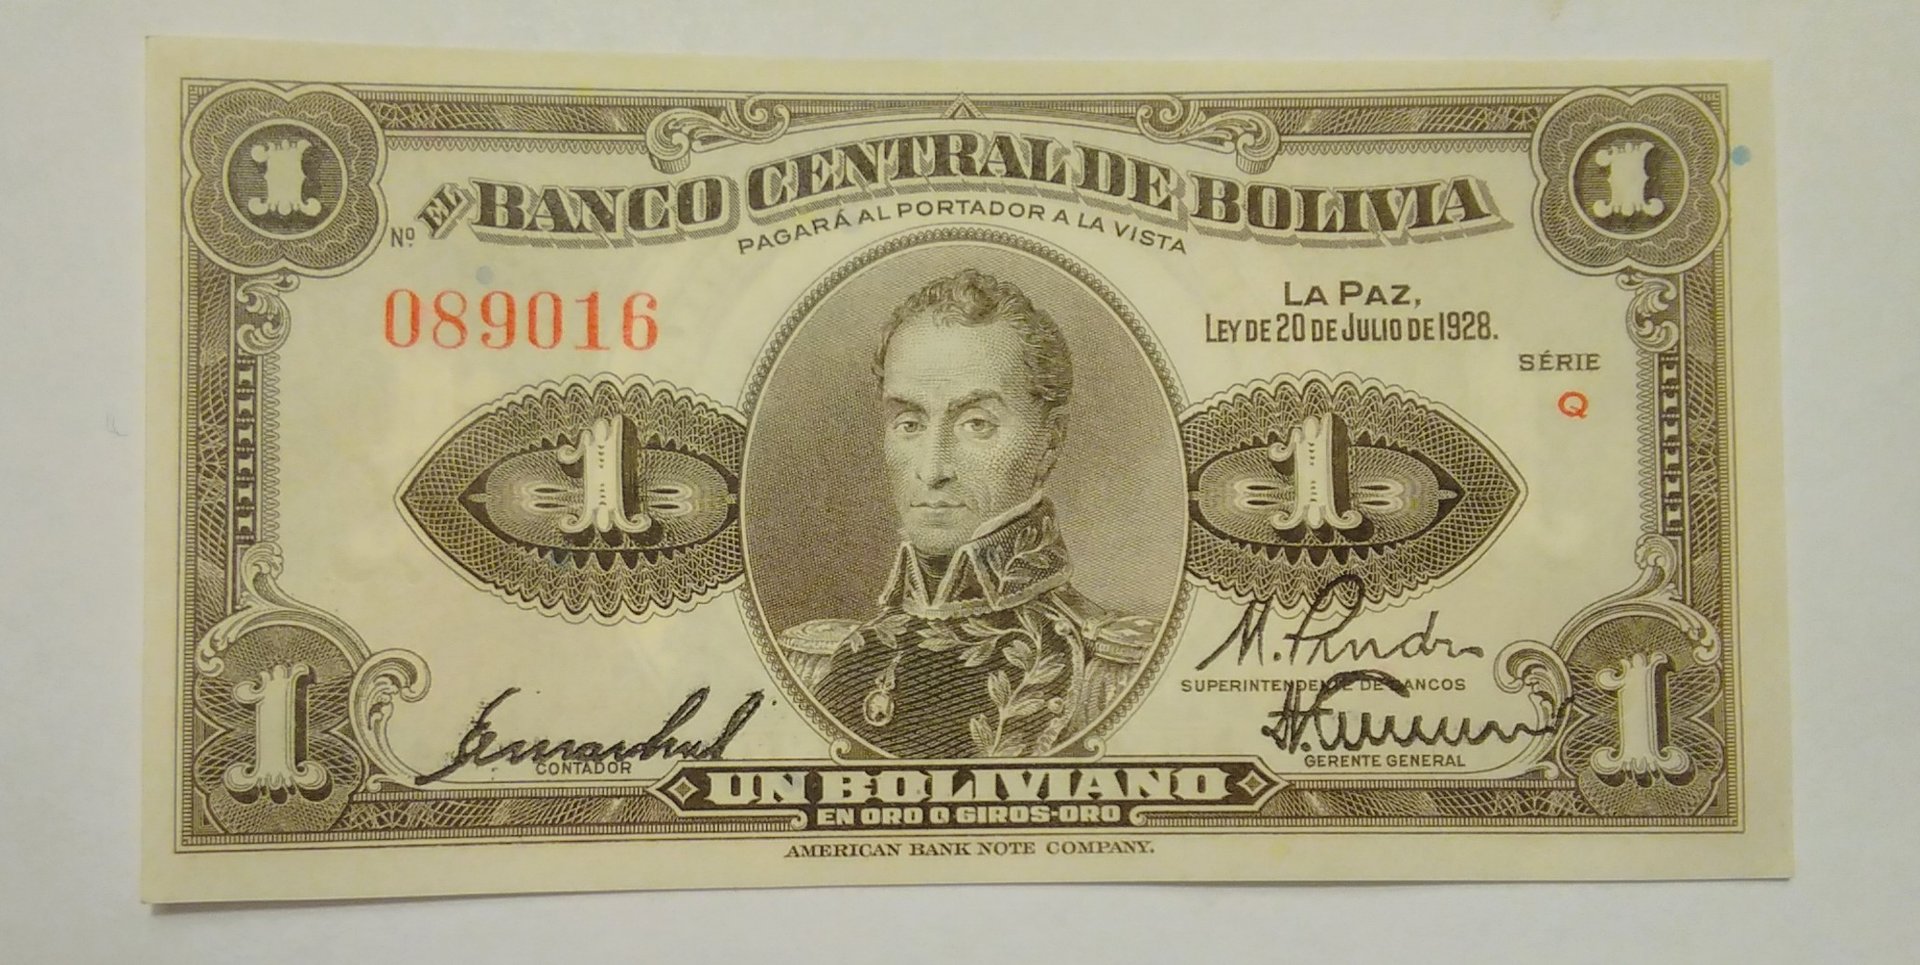 1
1
Nº EL BANCO CENTRAL DE BOLIVIA
PAGARÁ AL PORTADOR A LA VISTA
089016
LA PAZ,
LEY DE 20 DE JULIO DE 1928.
SÉRIE
Q
1
1
SUPERINTENDENTE DE BANCOS
CONTADOR
GERENTE GENERAL
1
1
UN BOLIVIANO
EN ORO O GIROS-ORO
AMERICAN BANK NOTE COMPANY.